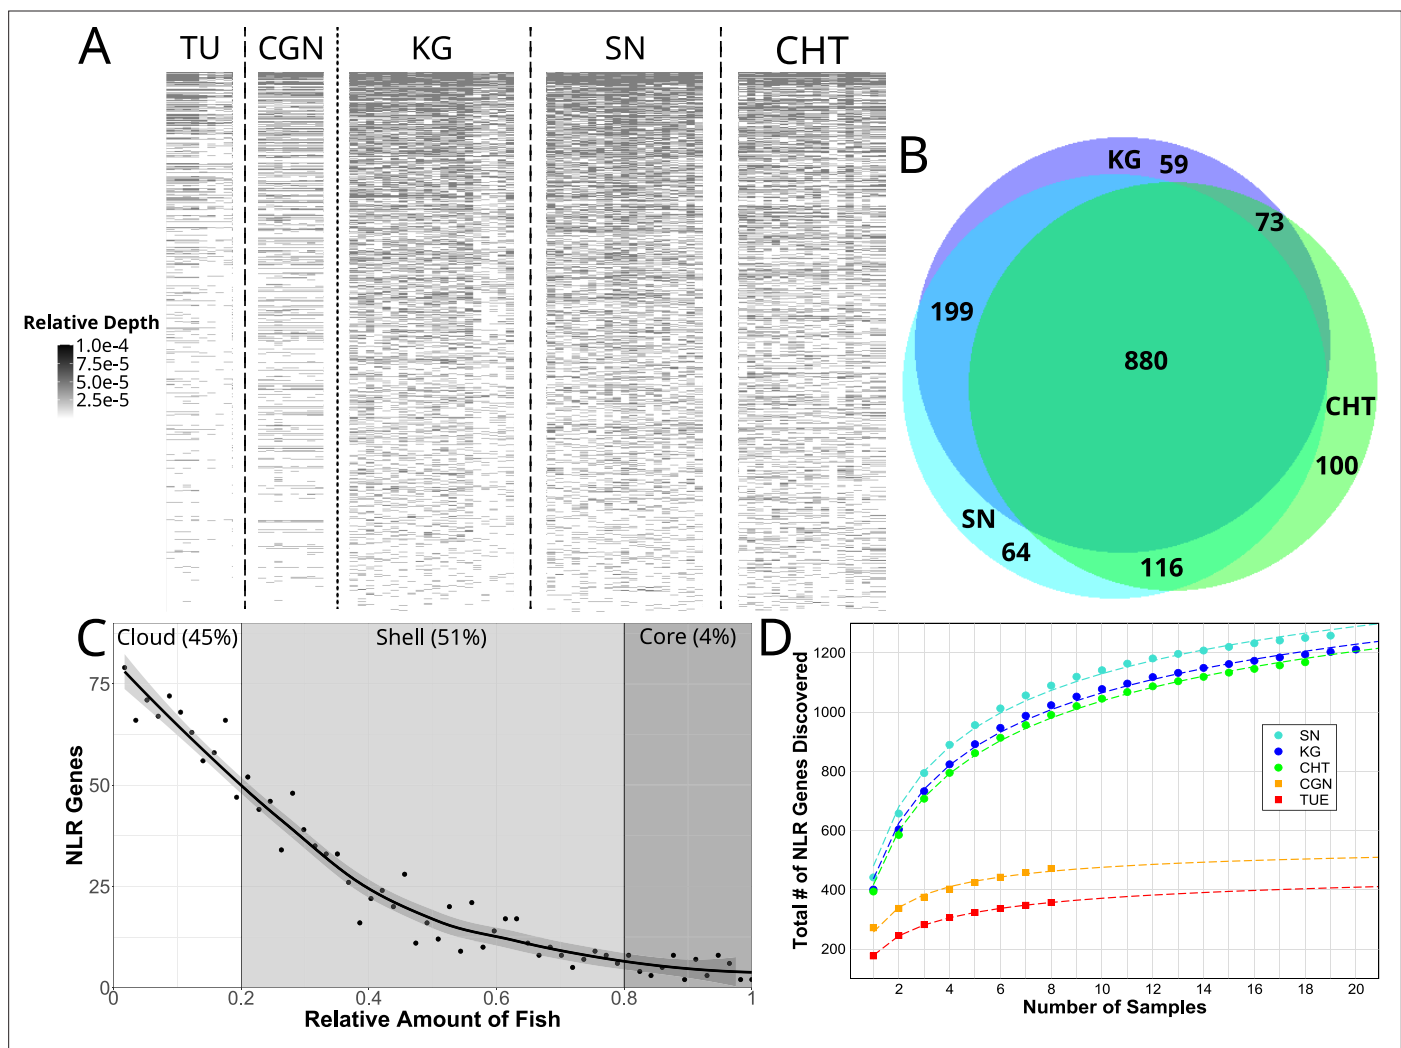 A
TU CGN KG SN CHT
Relative Depth
1.0e-4
7.5e-5
5.0e-5
2.5e-5
B
KG 59
73
199
880
CHT
100
SN
64
116
C
Cloud (45%) Shell (51%) Core (4%)
NLR Genes
75
50
25
0
0 0.2 0.4 0.6 0.8 1
Relative Amount of Fish
D
Total # of NLR Genes Discovered
1200
1000
800
600
400
200
SN
KG
CHT
CGN
TUE
2 4 6 8 10 12 14 16 18 20
Number of Samples